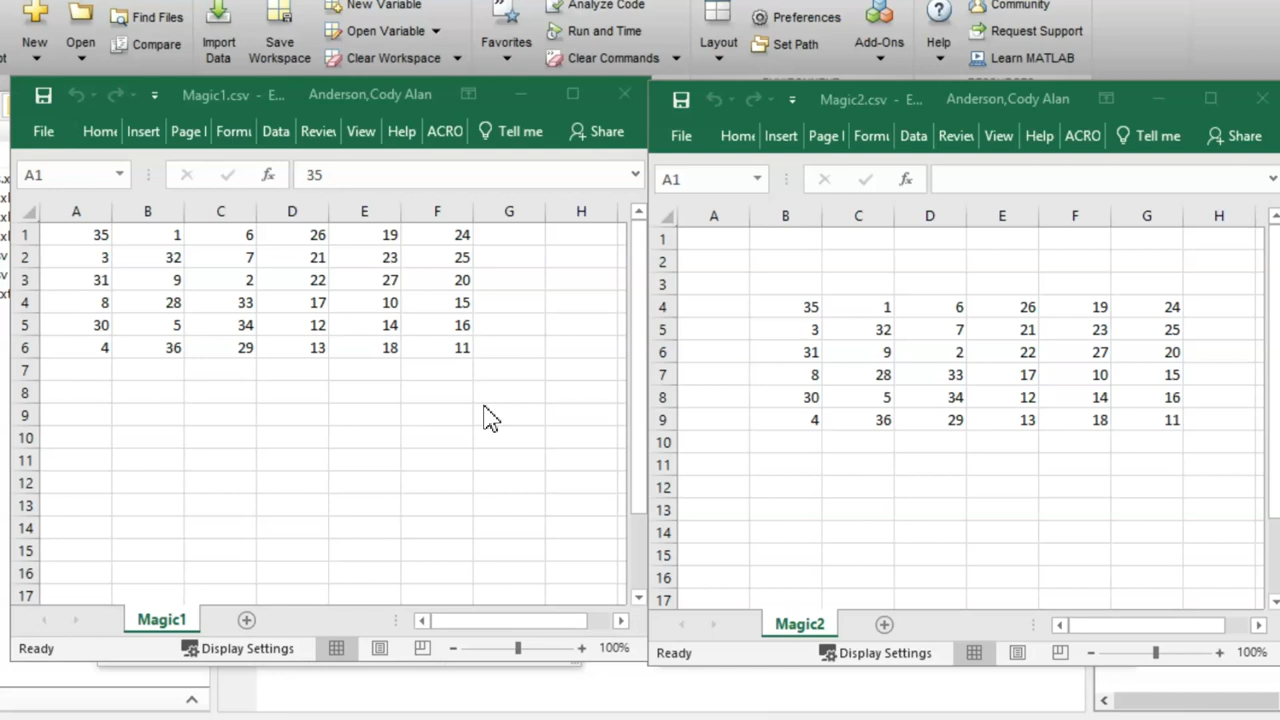 New Variable
Analyze Code
Community
Find Files
Open Variable
Run and Time
Preferences
Request Support
New
Open
Compare
Import Data
Save Workspace
Clear Workspace
Favorites
Clear Commands
Layout
Set Path
Add-Ons
Help
Learn MATLAB
Magic1.csv - E...
Anderson,Cody Alan
File Home Insert Page Formu Data Review View Help ACRO Tell me Share
A1
fx
35
A B C D E F G H
1 35 1 6 26 19 24
2 3 32 7 21 23 25
3 31 9 2 22 27 20
4 8 28 33 17 10 15
5 30 5 34 12 14 16
6 4 36 29 13 18 11
7
8
9
10
11
12
13
14
15
16
17
Magic1
Ready
Display Settings
100%
Magic2.csv - E...
Anderson,Cody Alan
File Home Insert Page Formu Data Review View Help ACRO Tell me Share
A1
fx
A B C D E F G H
1
2
3
4 35 1 6 26 19 24
5 3 32 7 21 23 25
6 31 9 2 22 27 20
7 8 28 33 17 10 15
8 30 5 34 12 14 16
9 4 36 29 13 18 11
10
11
12
13
14
15
16
17
Magic2
Ready
Display Settings
100%